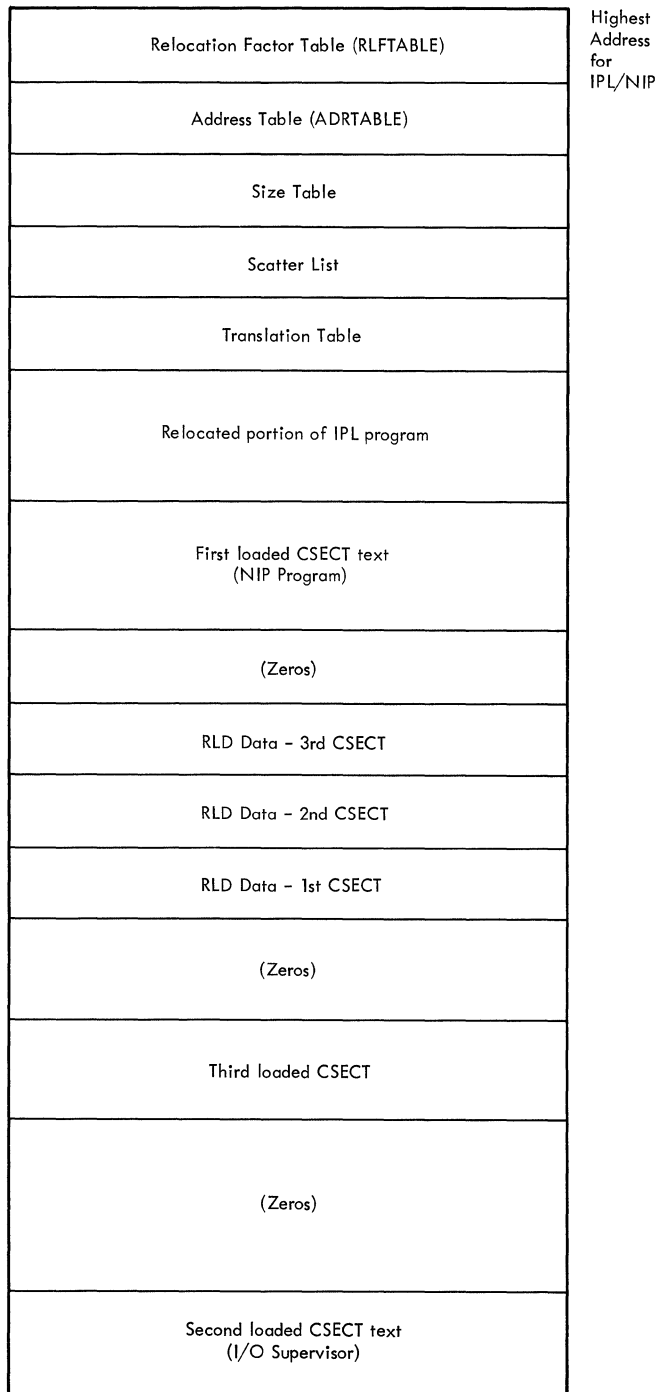 Relocation Factor Table (RLFTABLE)
Highest
Address
for
IPL/NIP
Address Table (ADRTABLE)
Size Table
Scatter List
Translation Table
Relocated portion of IPL program
First loaded CSECT text
(NIP Program)
(Zeros)
RLD Data - 3rd CSECT
RLD Data - 2nd CSECT
RLD Data - 1st CSECT
(Zeros)
Third loaded CSECT
(Zeros)
Second loaded CSECT text
(I/O Supervisor)